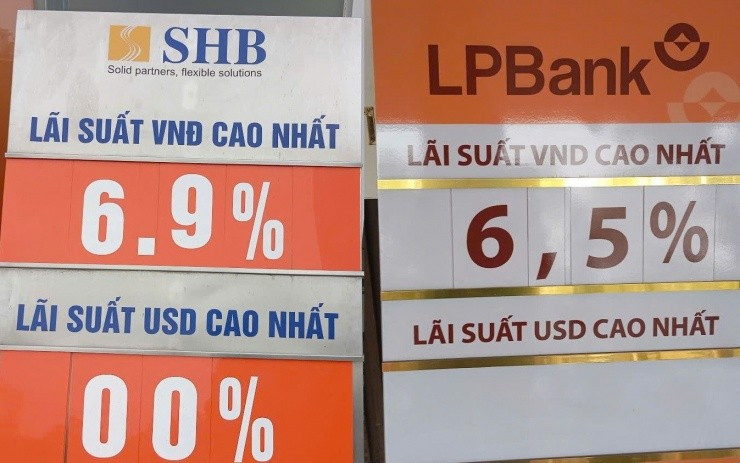 SHB
Solid partners, flexible solutions
LÃI SUẤT VNĐ CAO NHẤT
6.9%
LÃI SUẤT USD CAO NHẤT
00%
LPBank
LÃI SUẤT VND CAO NHẤT
6,5%
LÃI SUẤT USD CAO NHẤT